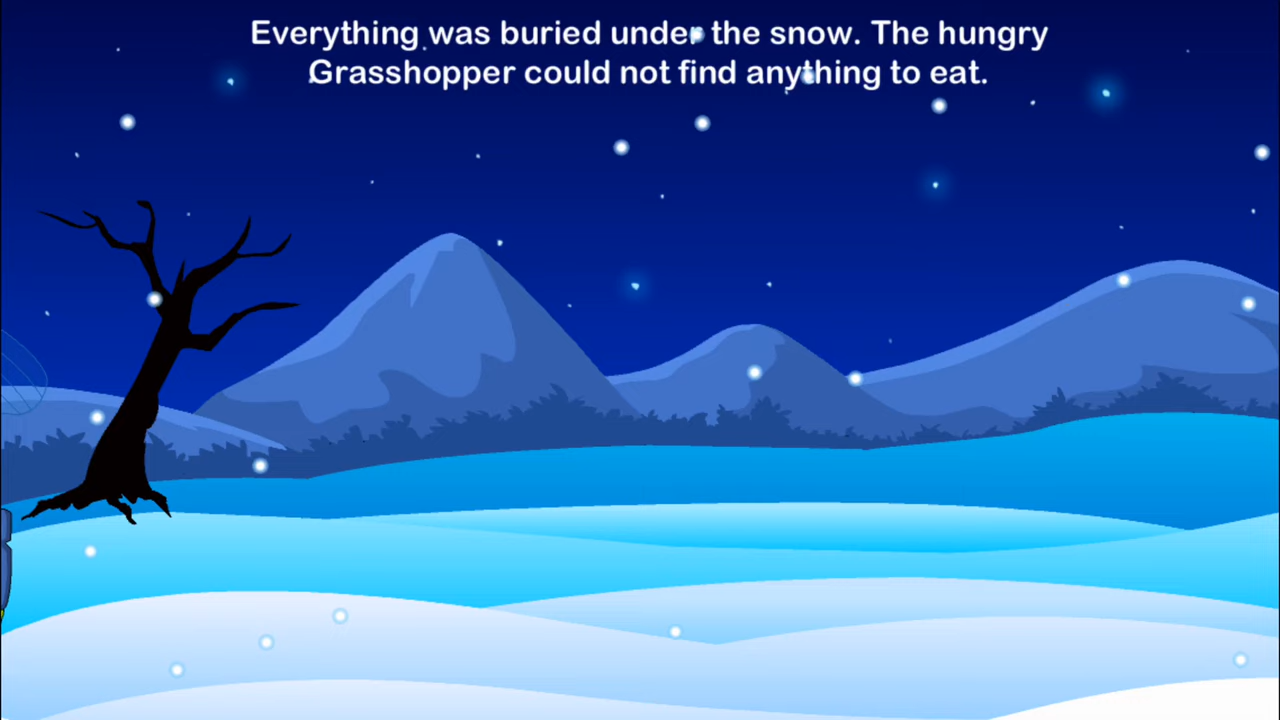 Everything was buried under the snow. The hungry
Grasshopper could not find anything to eat.